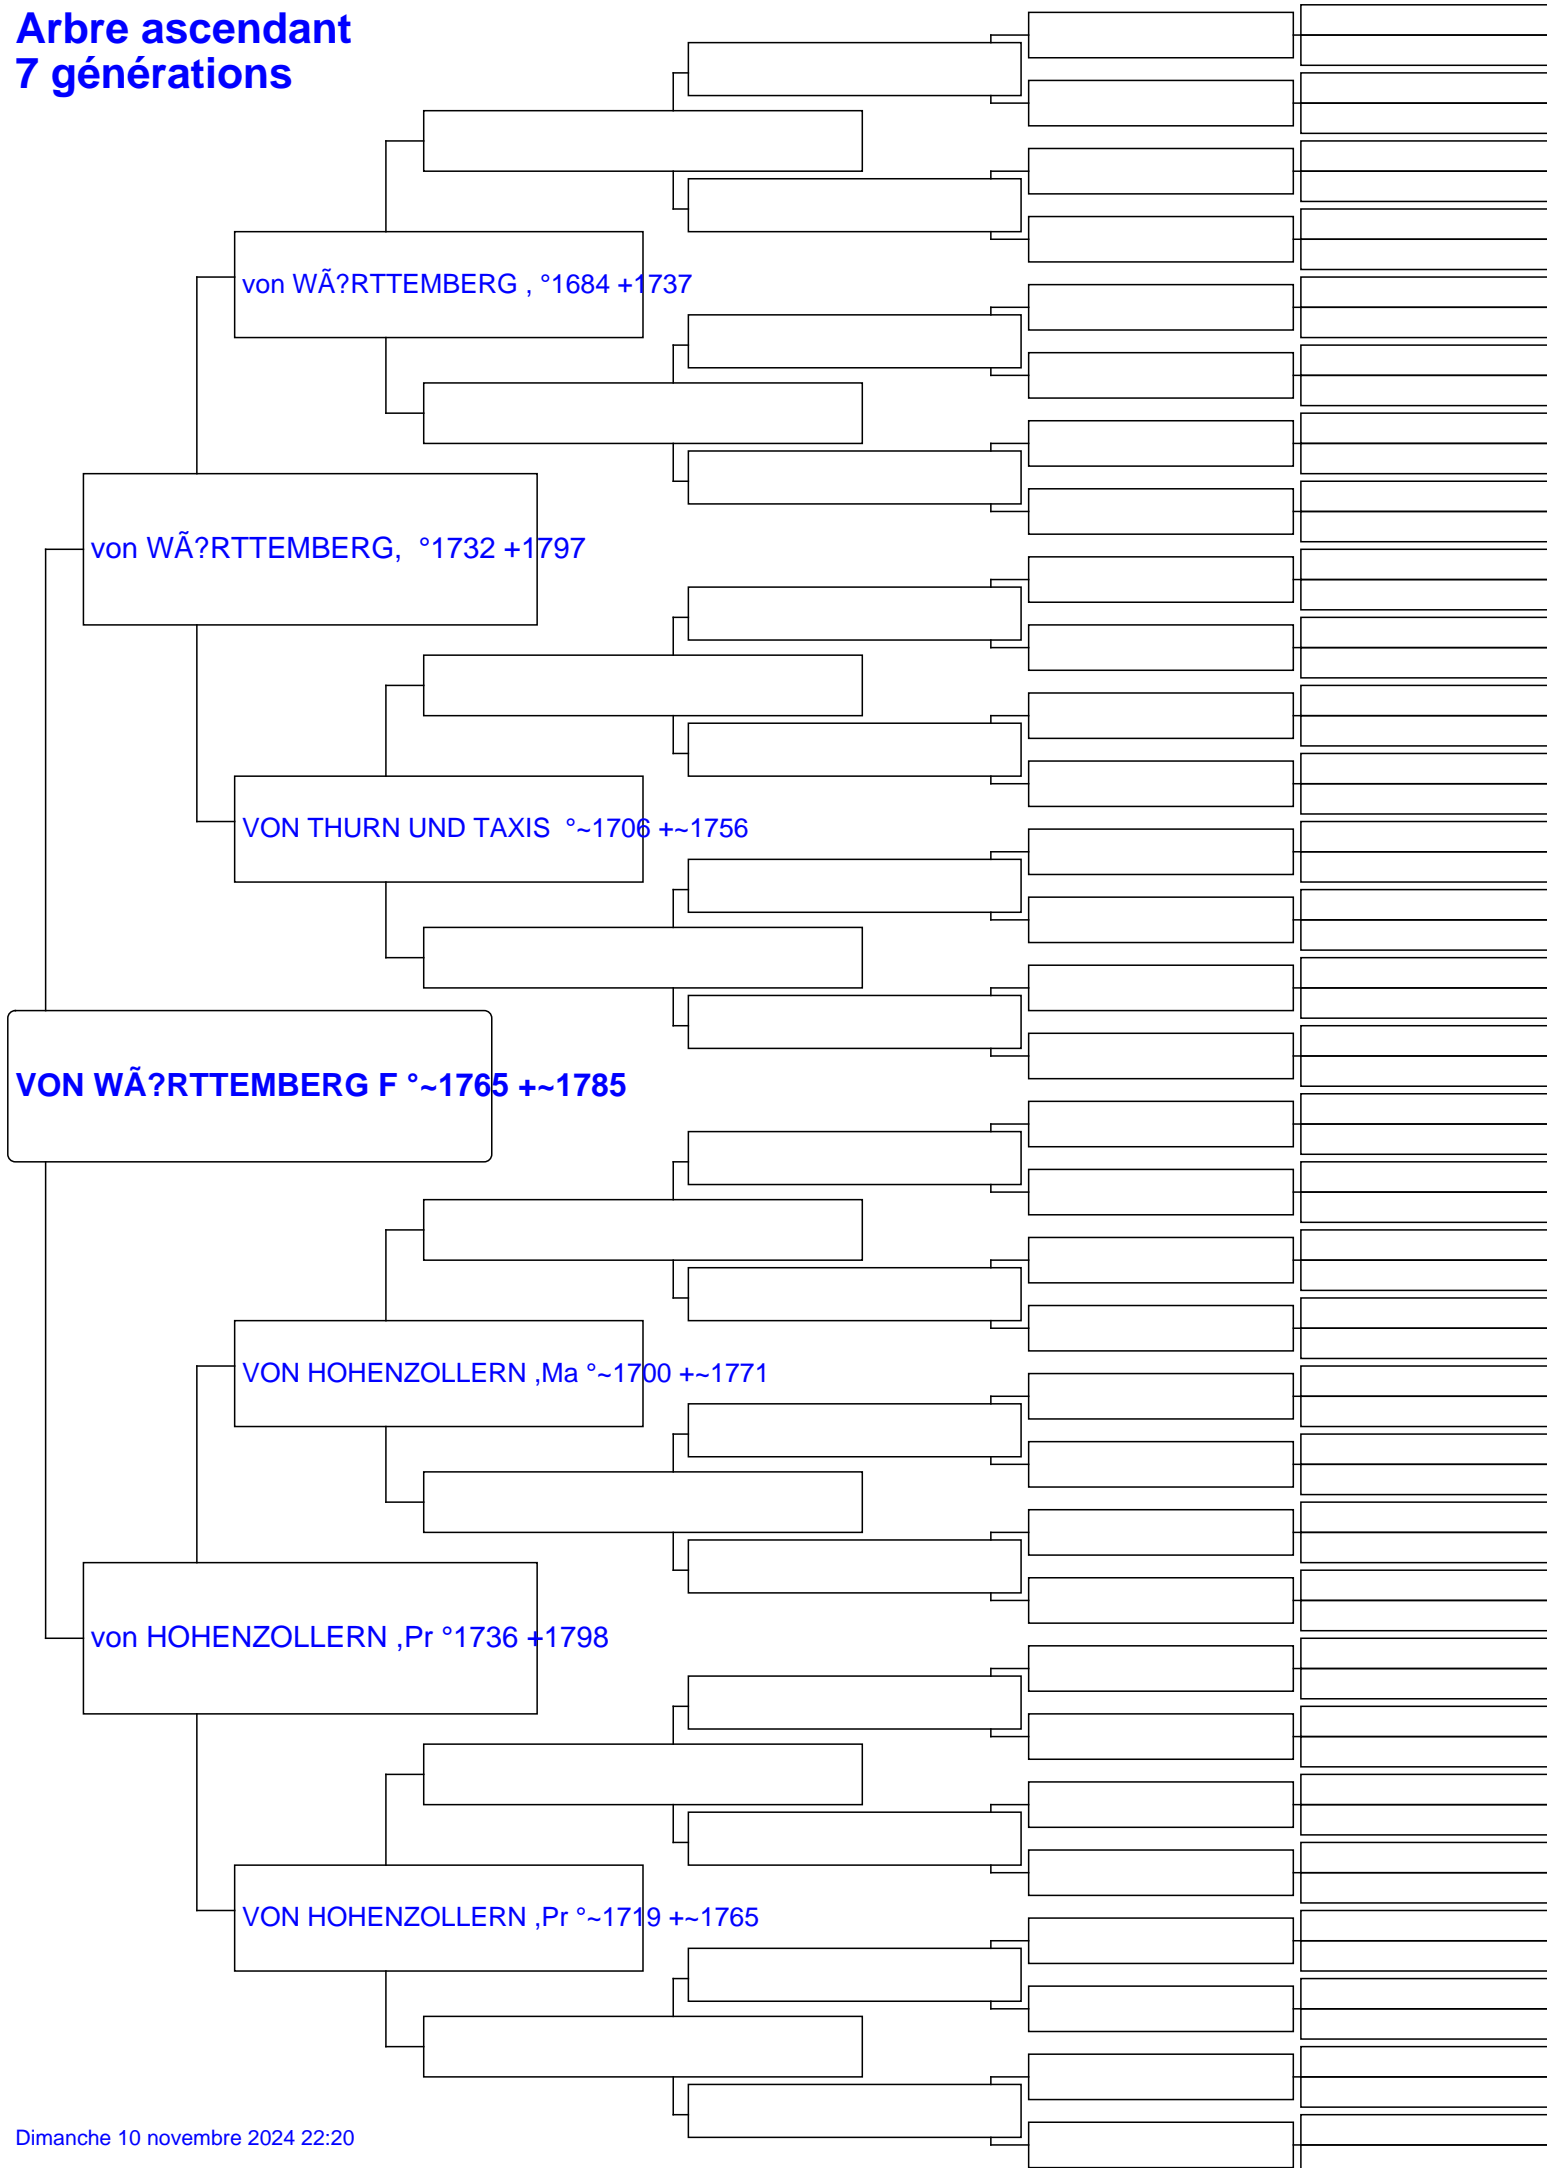 Arbre ascendant
7 générations
von WÃ?RTTEMBERG , °1684 +1737
von WÃ?RTTEMBERG,  °1732 +1797
VON THURN UND TAXIS  °~1706 +~1756
VON WÃ?RTTEMBERG F °~1765 +~1785
VON HOHENZOLLERN ,Ma °~1700 +~1771
von HOHENZOLLERN ,Pr °1736 +1798
VON HOHENZOLLERN ,Pr °~1719 +~1765
Dimanche 10 novembre 2024 22:20